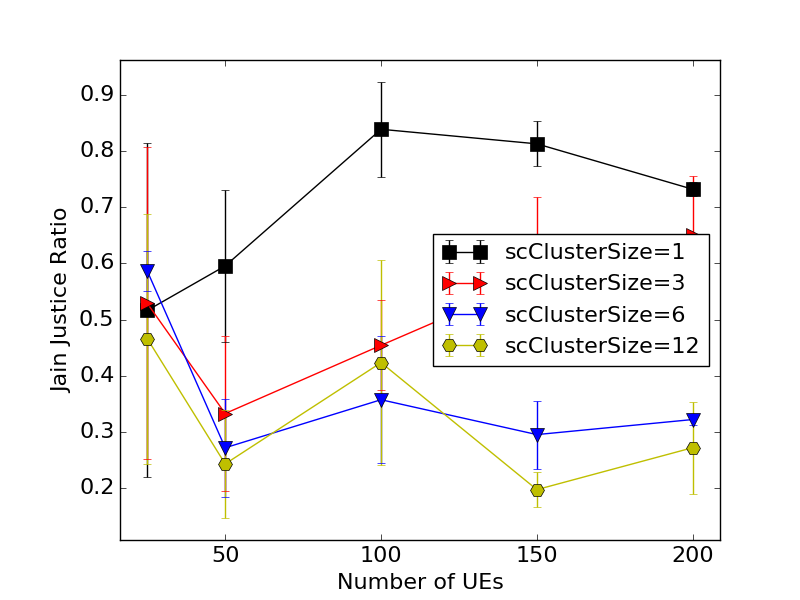 0.9
0.8
0.7
0.6
0.5
0.4
0.3
0.2
Jain Justice Ratio
scClusterSize=1
scClusterSize=3
scClusterSize=6
scClusterSize=12
50 100 150 200
Number of UEs